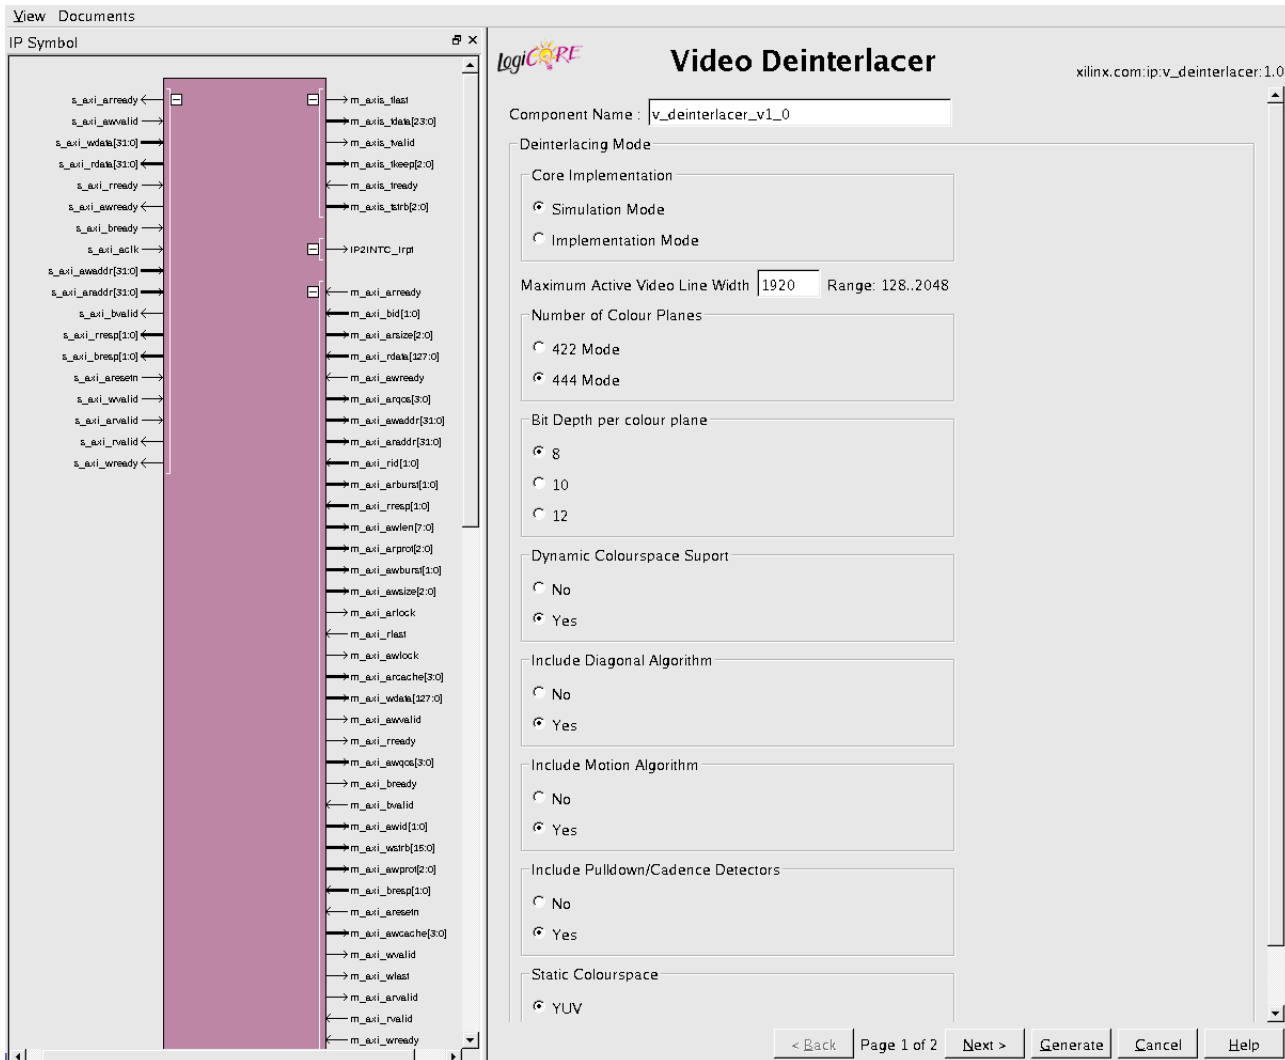 View Documents
IP Symbol
s_axi_arready
s_axi_awvalid
s_axi_wdata[31:0]
s_axi_rdata[31:0]
s_axi_rready
s_axi_awready
s_axi_bready
s_axi_aclk
s_axi_awaddr[31:0]
s_axi_araddr[31:0]
s_axi_bvalid
s_axi_rresp[1:0]
s_axi_bresp[1:0]
s_axi_aresetn
s_axi_wvalid
s_axi_arvalid
s_axi_rvalid
s_axi_wready
m_axis_tlast
m_axis_tdata[23:0]
m_axis_tvalid
m_axis_tkeep[2:0]
m_axis_tready
m_axis_tstrb[2:0]
IP2INTC_Irpt
m_axi_arready
m_axi_bid[1:0]
m_axi_arsize[2:0]
m_axi_rdata[127:0]
m_axi_awready
m_axi_arqos[3:0]
m_axi_awaddr[31:0]
m_axi_araddr[31:0]
m_axi_rid[1:0]
m_axi_arburst[1:0]
m_axi_rresp[1:0]
m_axi_awlen[7:0]
m_axi_arprot[2:0]
m_axi_awburst[1:0]
m_axi_awsize[2:0]
m_axi_arlock
m_axi_rlast
m_axi_awlock
m_axi_arcache[3:0]
m_axi_wdata[127:0]
m_axi_awvalid
m_axi_rready
m_axi_awqos[3:0]
m_axi_bready
m_axi_bvalid
m_axi_awid[1:0]
m_axi_wstrb[15:0]
m_axi_awprot[2:0]
m_axi_bresp[1:0]
m_axi_aresetn
m_axi_awcache[3:0]
m_axi_wvalid
m_axi_wlast
m_axi_arvalid
m_axi_rvalid
m_axi_wready
LogiCORE
Video Deinterlacer
xilinx.com:ip:v_deinterlacer:1.0
Component Name : v_deinterlacer_v1_0
Deinterlacing Mode
Core Implementation
Simulation Mode
Implementation Mode
Maximum Active Video Line Width 1920 Range: 128..2048
Number of Colour Planes
422 Mode
444 Mode
Bit Depth per colour plane
8
10
12
Dynamic Colourspace Suport
No
Yes
Include Diagonal Algorithm
No
Yes
Include Motion Algorithm
No
Yes
Include Pulldown/Cadence Detectors
No
Yes
Static Colourspace
YUV
< Back Page 1 of 2 Next > Generate Cancel Help